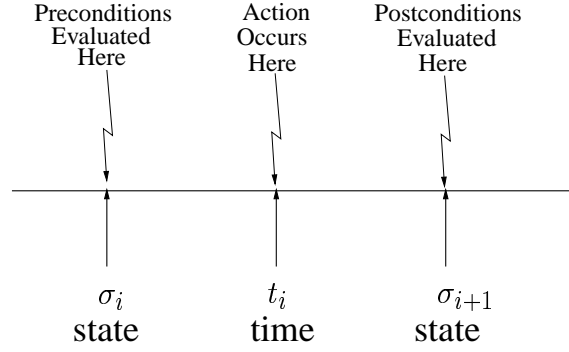 Preconditions
Evaluated
Here
Action
Occurs
Here
Postconditions
Evaluated
Here
σ_i
t_i
σ_{i+1}
state
time
state